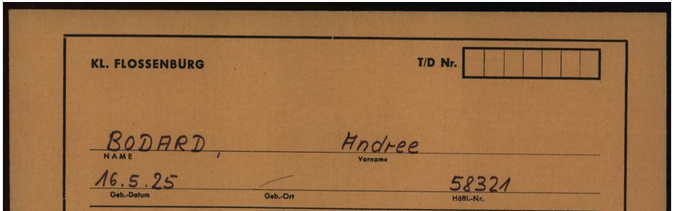 KL. FLOSSENBÜRG T/D Nr.
BODARD, Andree
NAME Vorname
16.5.25 58321
Geb.-Datum Geb.-Ort Häftl.-Nr.